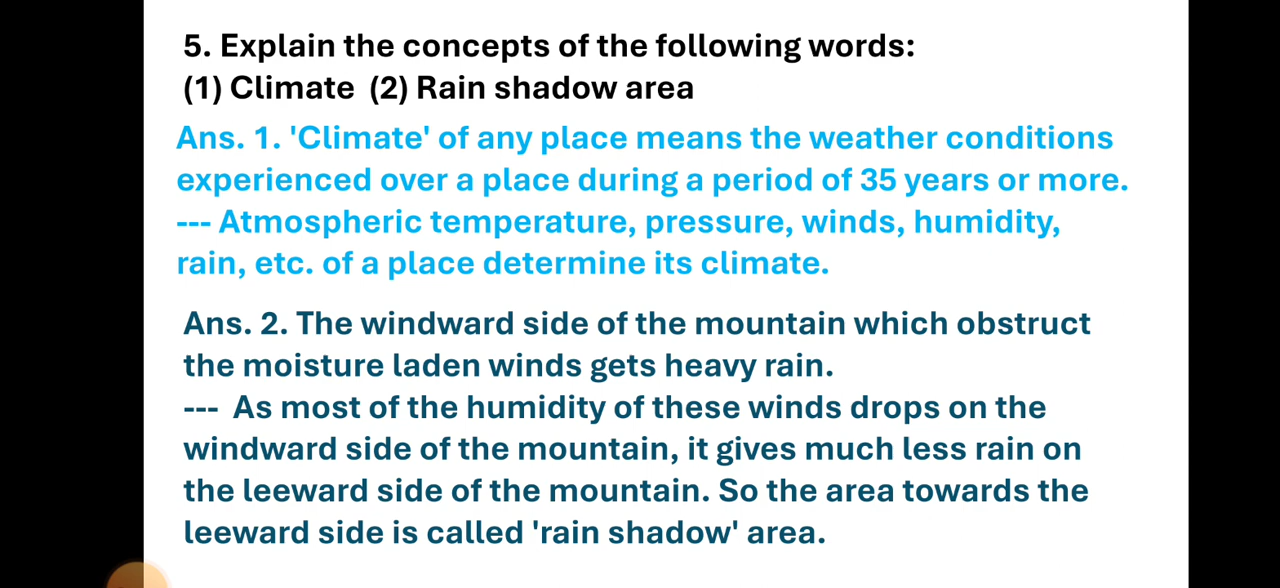 5. Explain the concepts of the following words:
(1) Climate (2) Rain shadow area
Ans. 1. 'Climate' of any place means the weather conditions
experienced over a place during a period of 35 years or more.
--- Atmospheric temperature, pressure, winds, humidity,
rain, etc. of a place determine its climate.
Ans. 2. The windward side of the mountain which obstruct
the moisture laden winds gets heavy rain.
--- As most of the humidity of these winds drops on the
windward side of the mountain, it gives much less rain on
the leeward side of the mountain. So the area towards the
leeward side is called 'rain shadow' area.